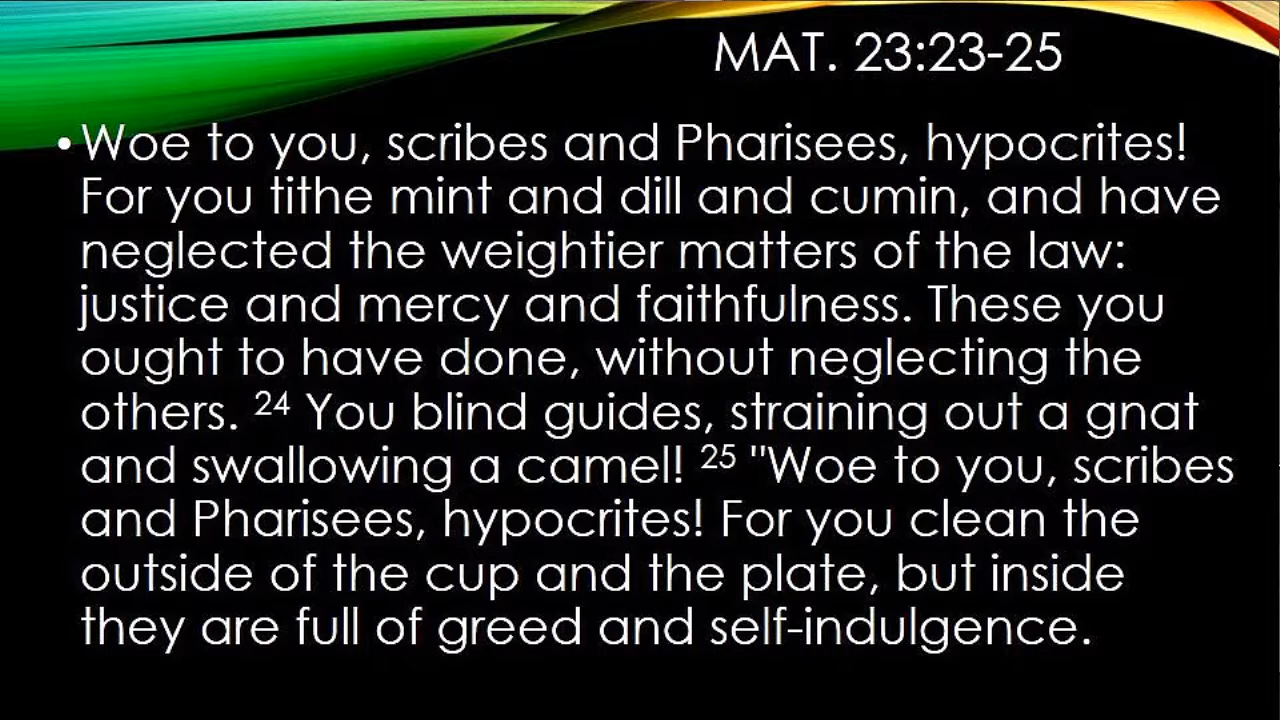 MAT. 23:23-25
•Woe to you, scribes and Pharisees, hypocrites!
For you tithe mint and dill and cumin, and have
neglected the weightier matters of the law:
justice and mercy and faithfulness. These you
ought to have done, without neglecting the
others. ²⁴ You blind guides, straining out a gnat
and swallowing a camel! ²⁵ "Woe to you, scribes
and Pharisees, hypocrites! For you clean the
outside of the cup and the plate, but inside
they are full of greed and self-indulgence.